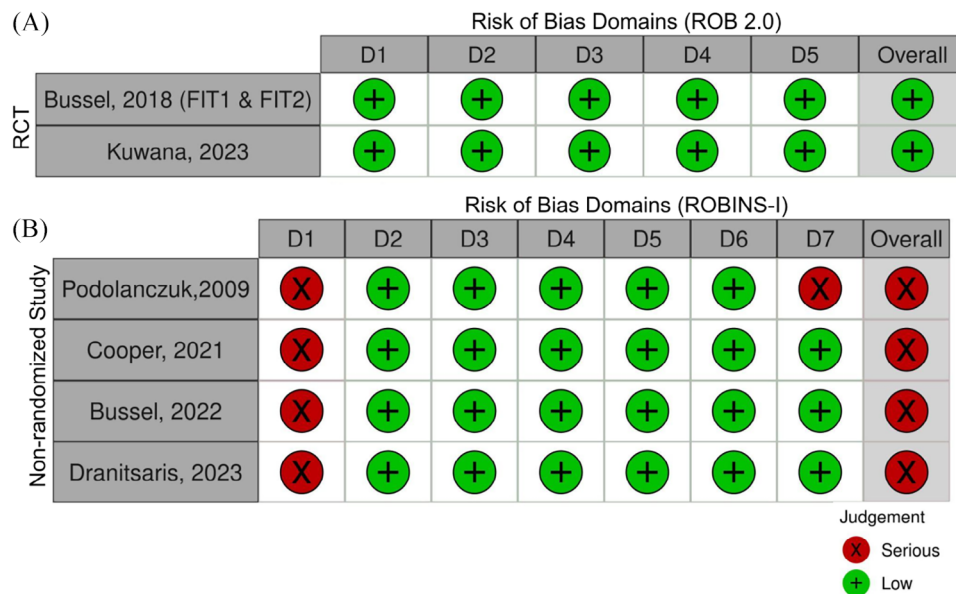 (A)
Risk of Bias Domains (ROB 2.0)
D1 D2 D3 D4 D5 Overall
RCT
Bussel, 2018 (FIT1 & FIT2) + + + + + +
Kuwana, 2023 + + + + + +
(B)
Risk of Bias Domains (ROBINS-I)
D1 D2 D3 D4 D5 D6 D7 Overall
Non-randomized Study
Podolanczuk,2009 X + + + + + X X
Cooper, 2021 X + + + + + + X
Bussel, 2022 X + + + + + + X
Dranitsaris, 2023 X + + + + + + X
Judgement
X Serious
+ Low